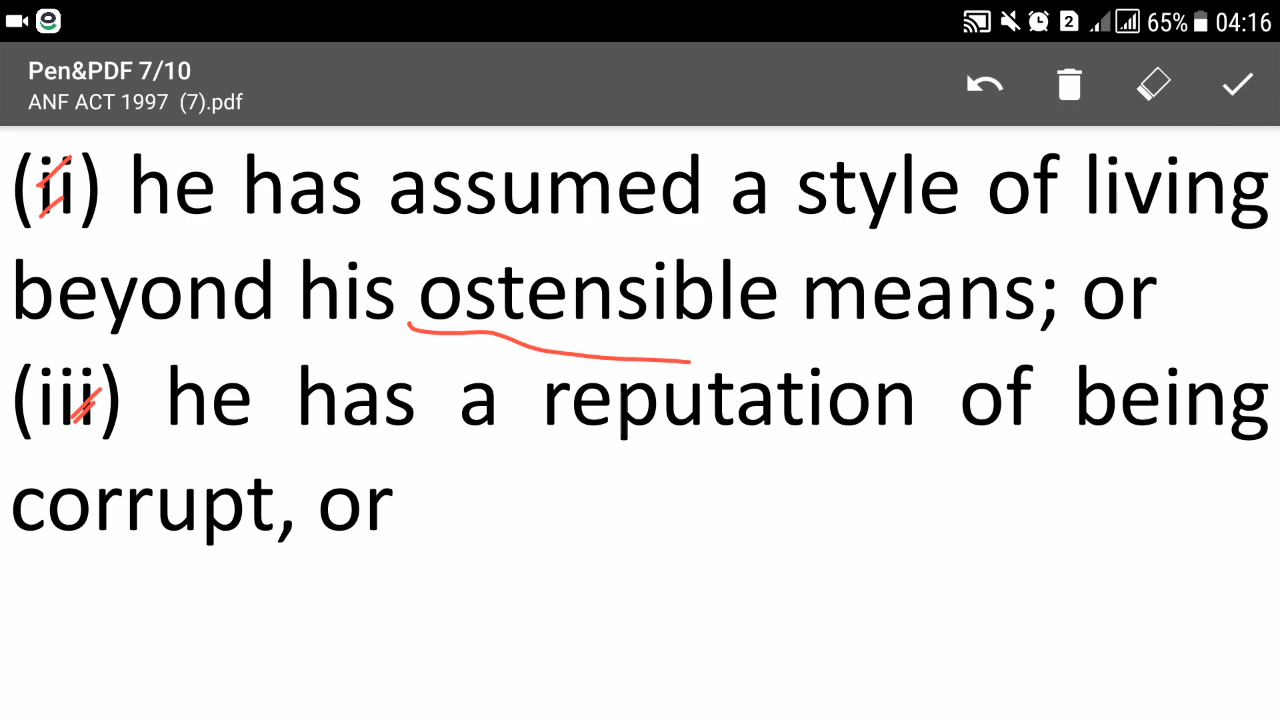 2 65% 04:16
Pen&PDF 7/10
ANF ACT 1997 (7).pdf
(ii) he has assumed a style of living
beyond his ostensible means; or
(iii) he has a reputation of being
corrupt, or